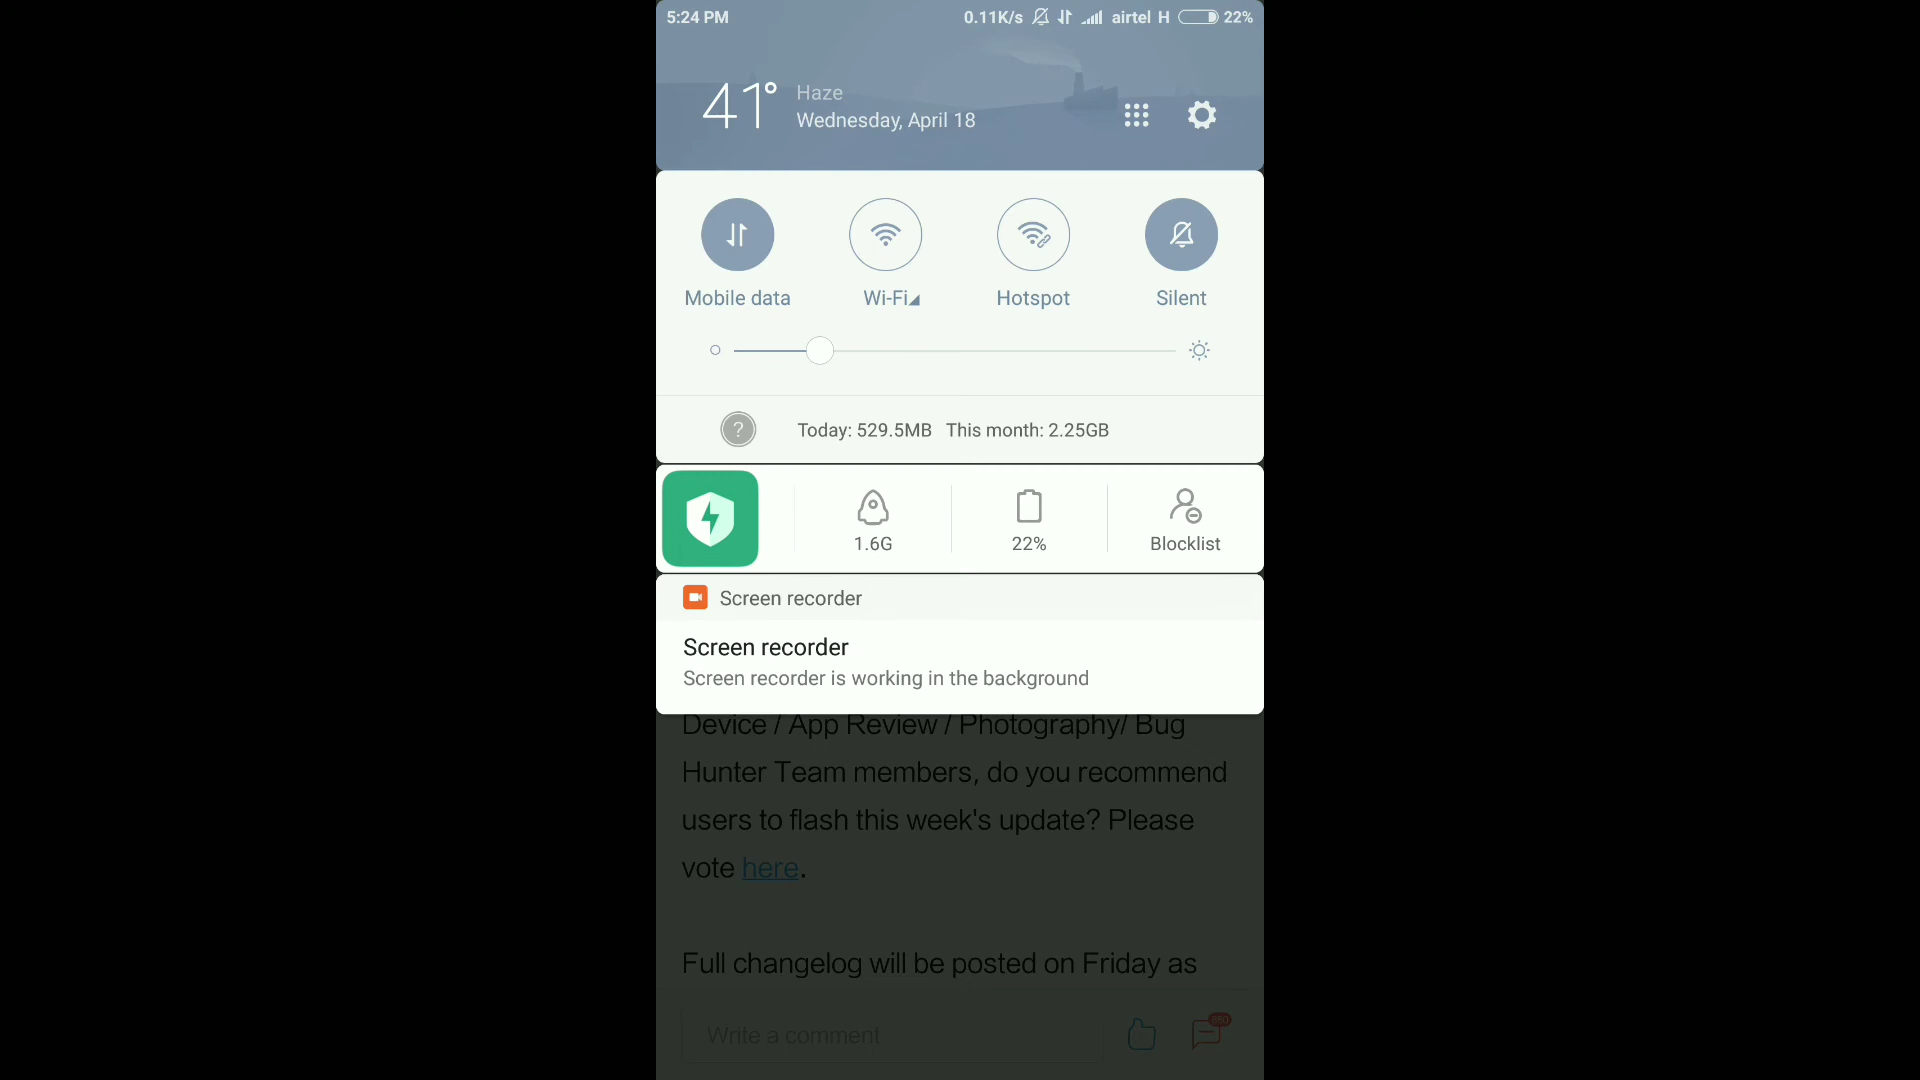 5:24 PM 0.11K/s airtel H 22%
41° Haze
Wednesday, April 18
Mobile data Wi-Fi Hotspot Silent
? Today: 529.5MB This month: 2.25GB
1.6G 22% Blocklist
Screen recorder
Screen recorder
Screen recorder is working in the background
Device / App Review / Photography/ Bug
Hunter Team members, do you recommend
users to flash this week's update? Please
vote here.
Full changelog will be posted on Friday as
Write a comment 880